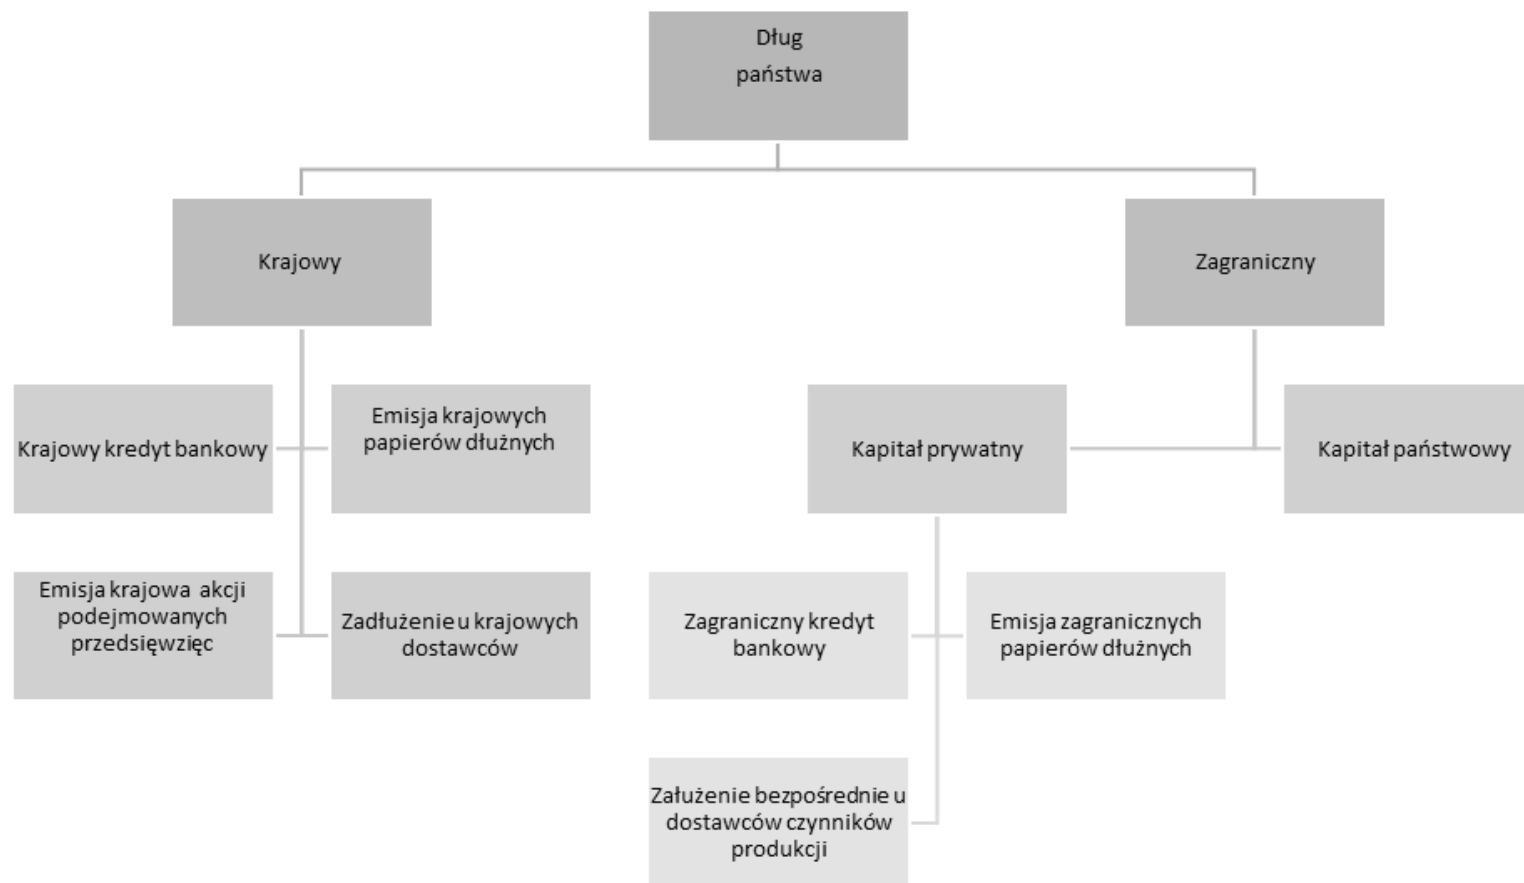 Dług
państwa
Krajowy
Zagraniczny
Krajowy kredyt bankowy
Emisja krajowych
papierów dłużnych
Kapitał prywatny
Kapitał państwowy
Emisja krajowa akcji
podejmowanych
przedsięwzięc
Zadłużenie u krajowych
dostawców
Zagraniczny kredyt
bankowy
Emisja zagranicznych
papierów dłużnych
Załużenie bezpośrednie u
dostawców czynników
produkcji